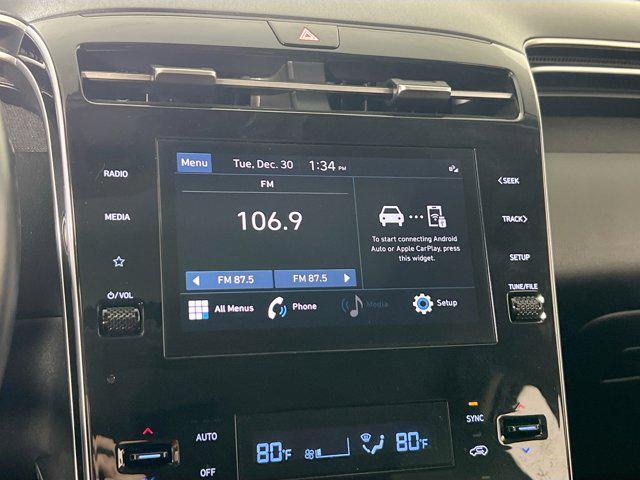 Menu Tue, Dec. 30 1:34 PM
FM
106.9
To start connecting Android
Auto or Apple CarPlay, press
this widget.
FM 87.5 FM 87.5
All Menus Phone Media Setup
RADIO
MEDIA
⏻/VOL
<SEEK
TRACK>
SETUP
TUNE/FILE
AUTO
OFF
80°F 80°F
SYNC